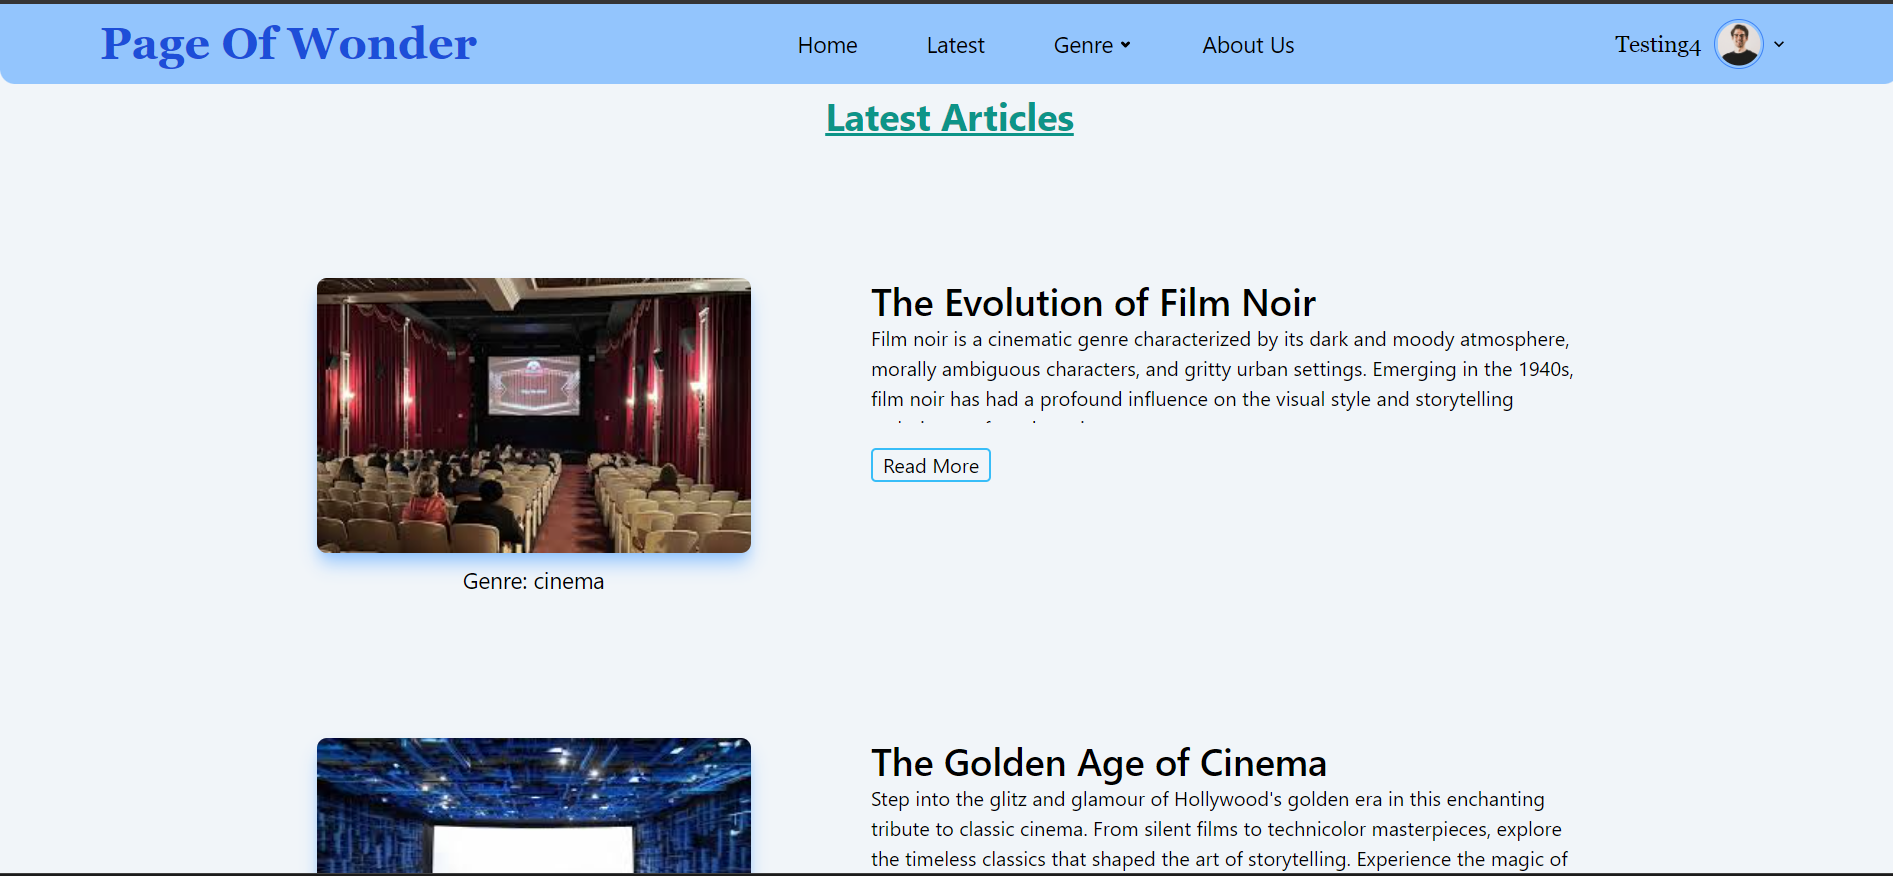 Page Of Wonder
Home
Latest
Genre
About Us
Testing4
Latest Articles
The Evolution of Film Noir
Film noir is a cinematic genre characterized by its dark and moody atmosphere,
morally ambiguous characters, and gritty urban settings. Emerging in the 1940s,
film noir has had a profound influence on the visual style and storytelling
Read More
Genre: cinema
The Golden Age of Cinema
Step into the glitz and glamour of Hollywood's golden era in this enchanting
tribute to classic cinema. From silent films to technicolor masterpieces, explore
the timeless classics that shaped the art of storytelling. Experience the magic of